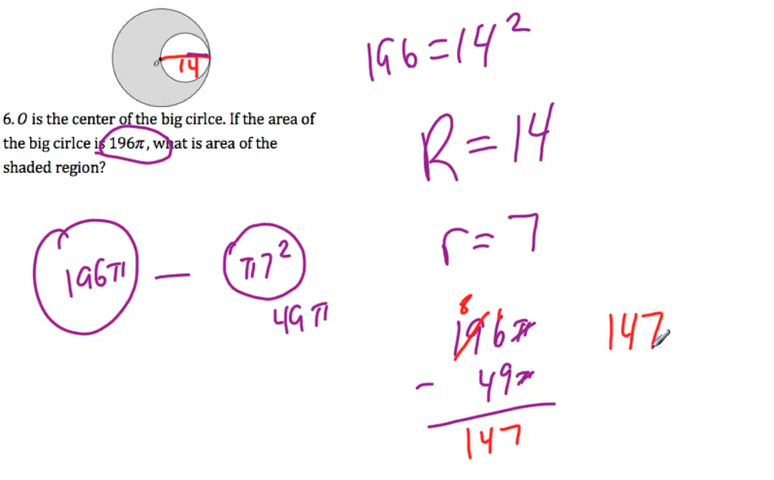 14
6. O is the center of the big cirlce. If the area of
the big cirlce is 196π, what is area of the
shaded region?
196 = 14²
R = 14
r = 7
196π − π7²
49π
8
196π
− 49π
147
147